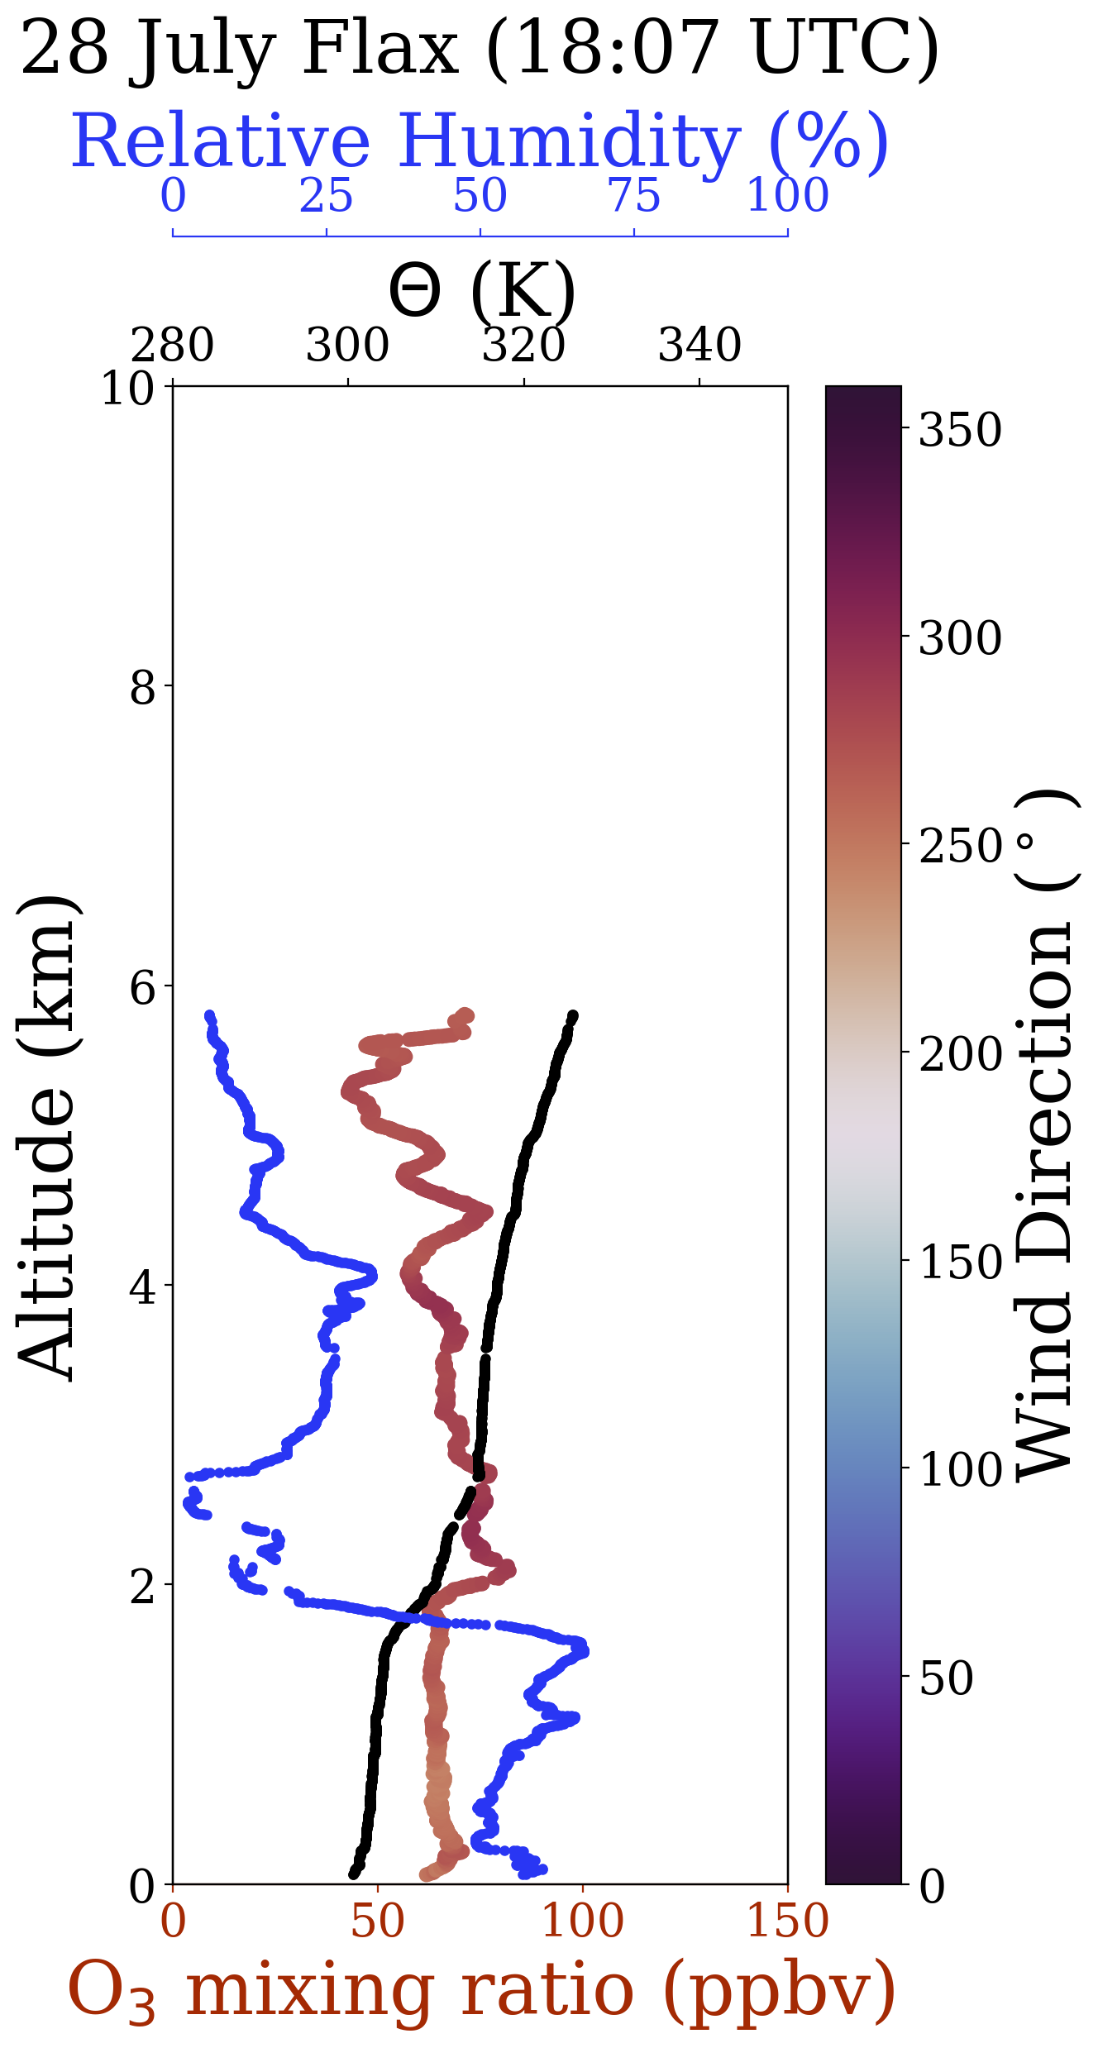 28 July Flax (18:07 UTC)
Relative Humidity (%)
0 25 50 75 100
Θ (K)
280 300 320 340
10
8
6
4
2
0
Altitude (km)
0 50 100 150
O₃ mixing ratio (ppbv)
350
300
250
200
150
100
50
0
Wind Direction (°)